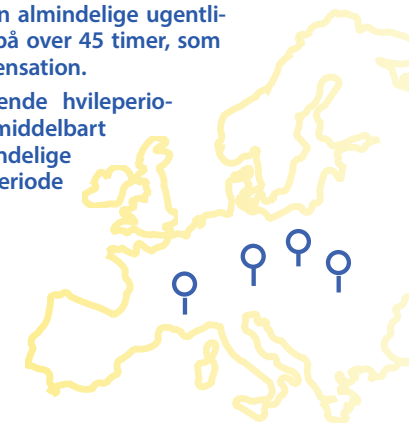 n almindelige ugentli-
på over 45 timer, som
ensation.
ende hvileperio-
middelbart
ndelige
eriode